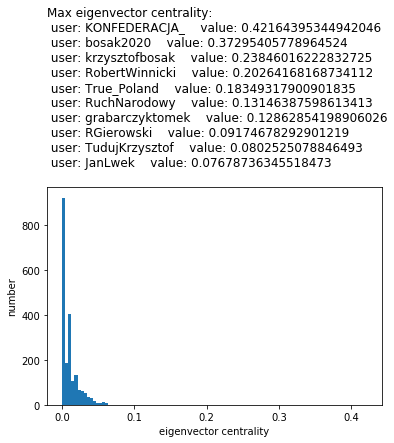 Max eigenvector centrality:
user: KONFEDERACJA_ value: 0.42164395344942046
user: bosak2020 value: 0.37295405778964524
user: krzysztofbosak value: 0.23846016222832725
user: RobertWinnicki value: 0.20264168168734112
user: True_Poland value: 0.18349317900901835
user: RuchNarodowy value: 0.13146387598613413
user: grabarczyktomek value: 0.12862854198906026
user: RGierowski value: 0.09174678292901219
user: TudujKrzysztof value: 0.0802525078846493
user: JanLwek value: 0.07678736345518473
800
600
400
200
0
number
0.0 0.1 0.2 0.3 0.4
eigenvector centrality